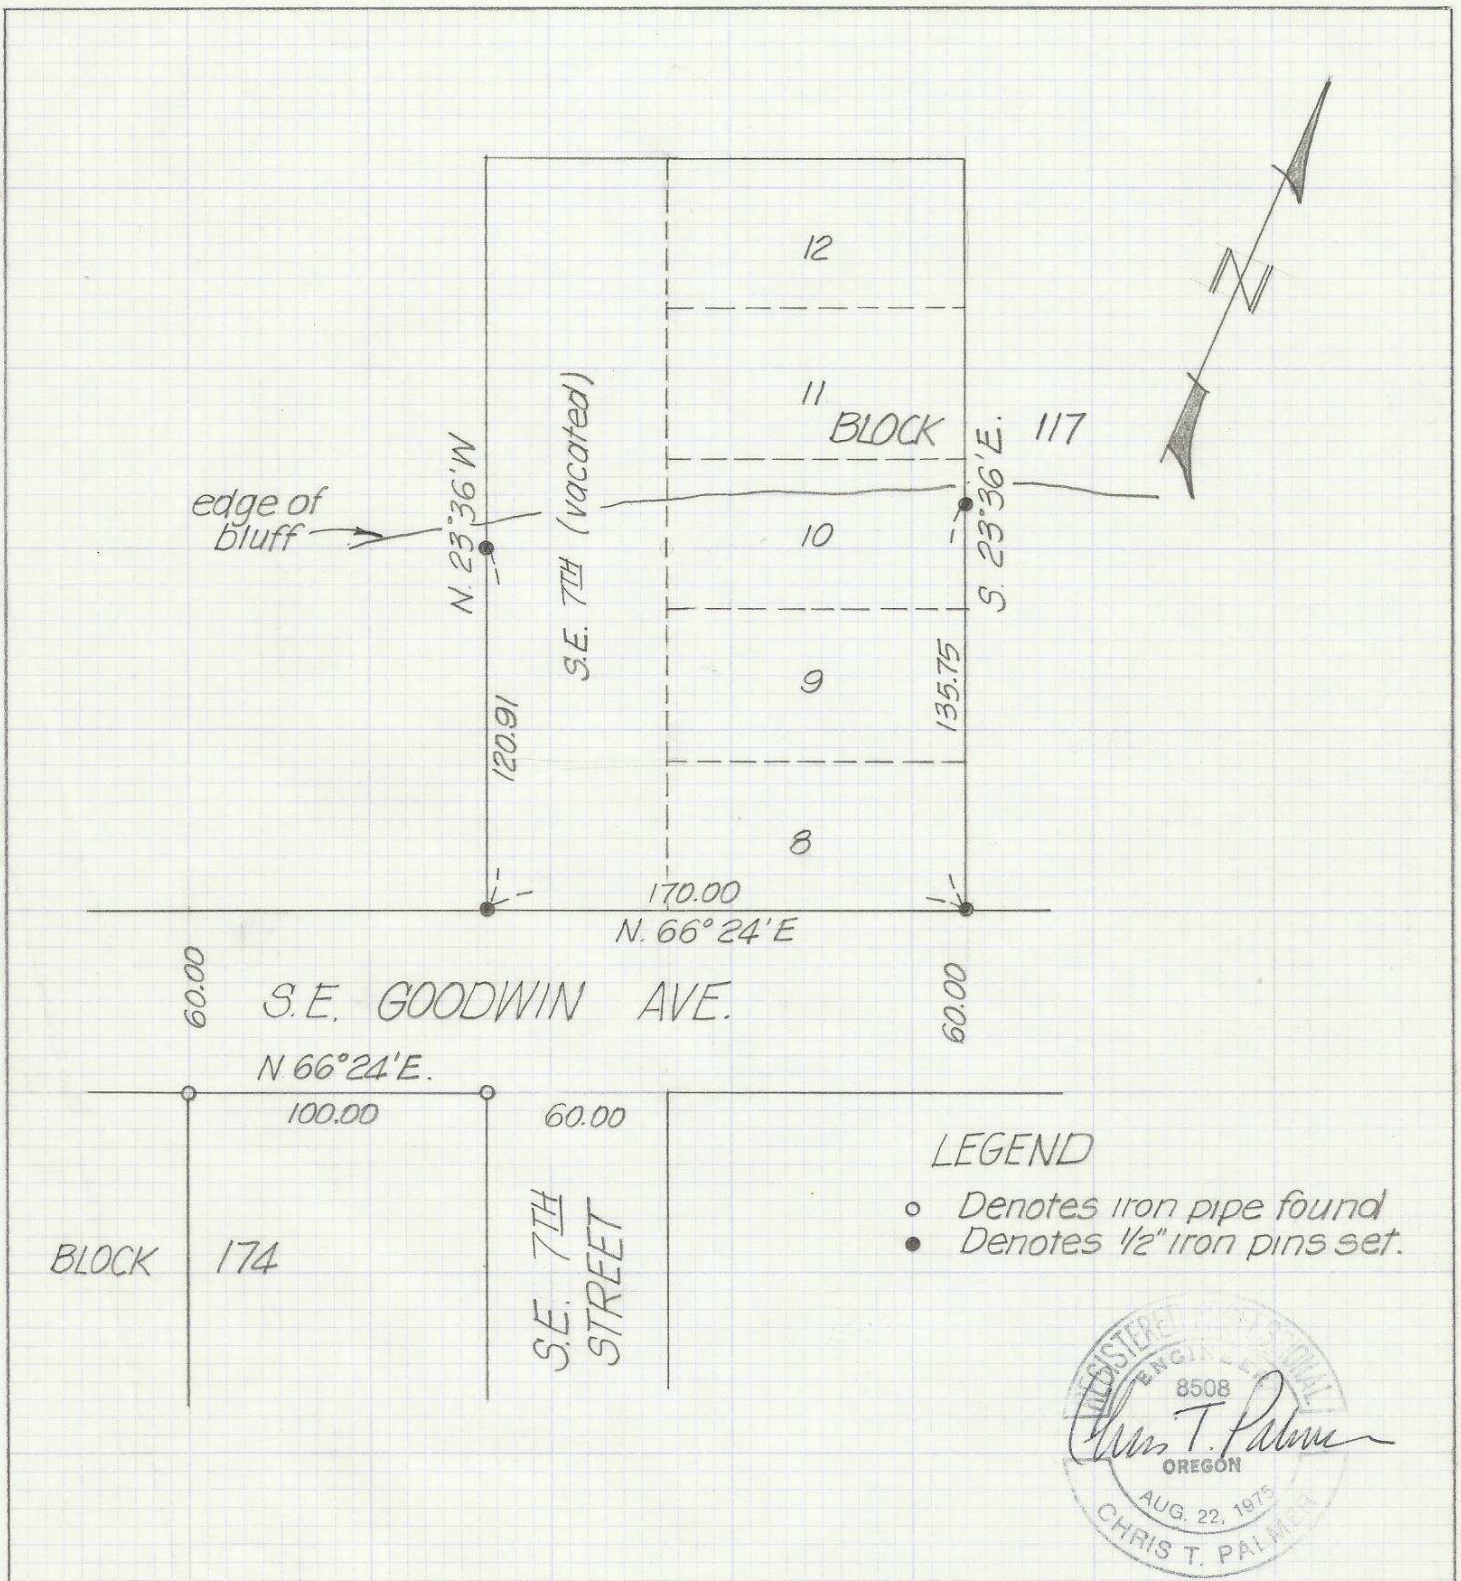 12
11
BLOCK 117
N. 23°36'W
S.E. 7TH (vacated)
S. 23°36'E.
edge of
bluff
10
9
135.75
120.91
8
170.00
N. 66°24'E
60.00
S.E. GOODWIN AVE.
60.00
N 66°24'E.
100.00
60.00
LEGEND
Denotes iron pipe found
Denotes 1/2" iron pins set.
BLOCK 174
S.E. 7TH
STREET
N
REGISTERED PROFESSIONAL
ENGINEER
8508
Chris T. Palmer
OREGON
AUG. 22, 1975
CHRIS T. PALMER